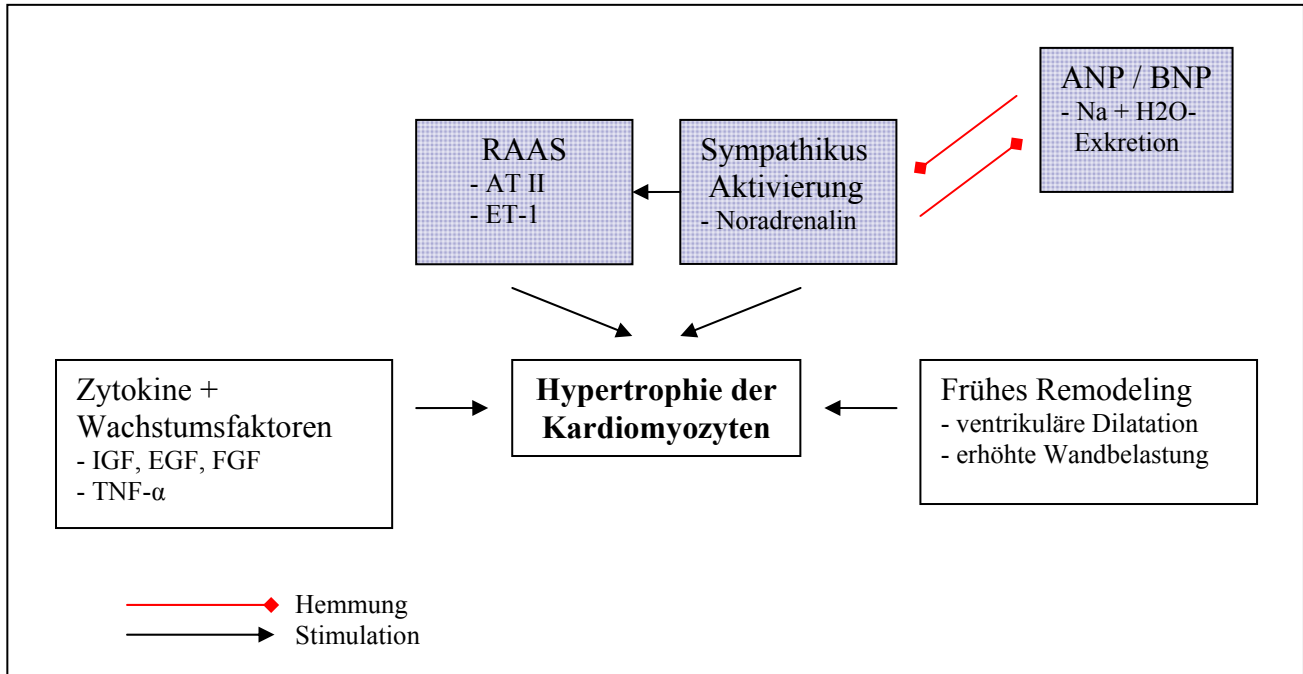 ANP / BNP
- Na + H2O-
Exkretion
RAAS
- AT II
- ET-1
Sympathikus
Aktivierung
- Noradrenalin
Zytokine +
Wachstumsfaktoren
- IGF, EGF, FGF
- TNF-α
Hypertrophie der
Kardiomyozyten
Frühes Remodeling
- ventrikuläre Dilatation
- erhöhte Wandbelastung
Hemmung
Stimulation